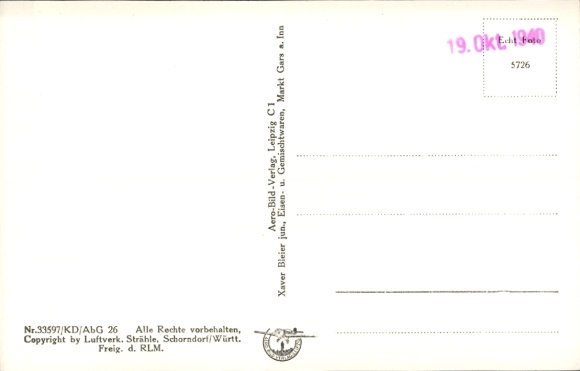 19. Okt. 1940
Echt Foto
5726
Aero-Bild-Verlag, Leipzig C 1
Xaver Bleier jun., Eisen- u. Gemischtwaren, Markt Gars a. Inn
Nr.33597/KD/AbG 26 Alle Rechte vorbehalten,
Copyright by Luftverk. Strähle, Schorndorf/Württ.
Freig. d. RLM.